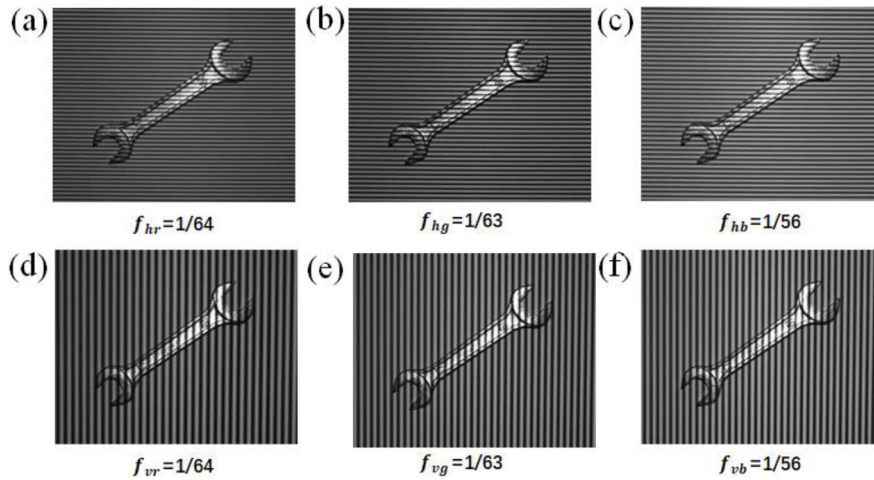 (a) (b) (c)
f_hr=1/64 f_hg=1/63 f_hb=1/56
(d) (e) (f)
f_vr=1/64 f_vg=1/63 f_vb=1/56